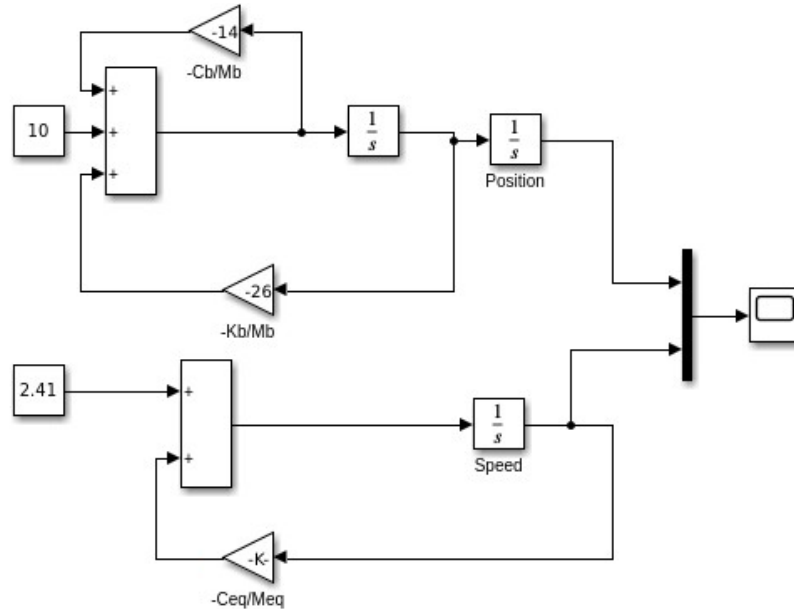 -14
-Cb/Mb
+
10
+
+
1
s
1
s
Position
-26
-Kb/Mb
2.41
+
+
1
s
Speed
-K-
-Ceq/Meq